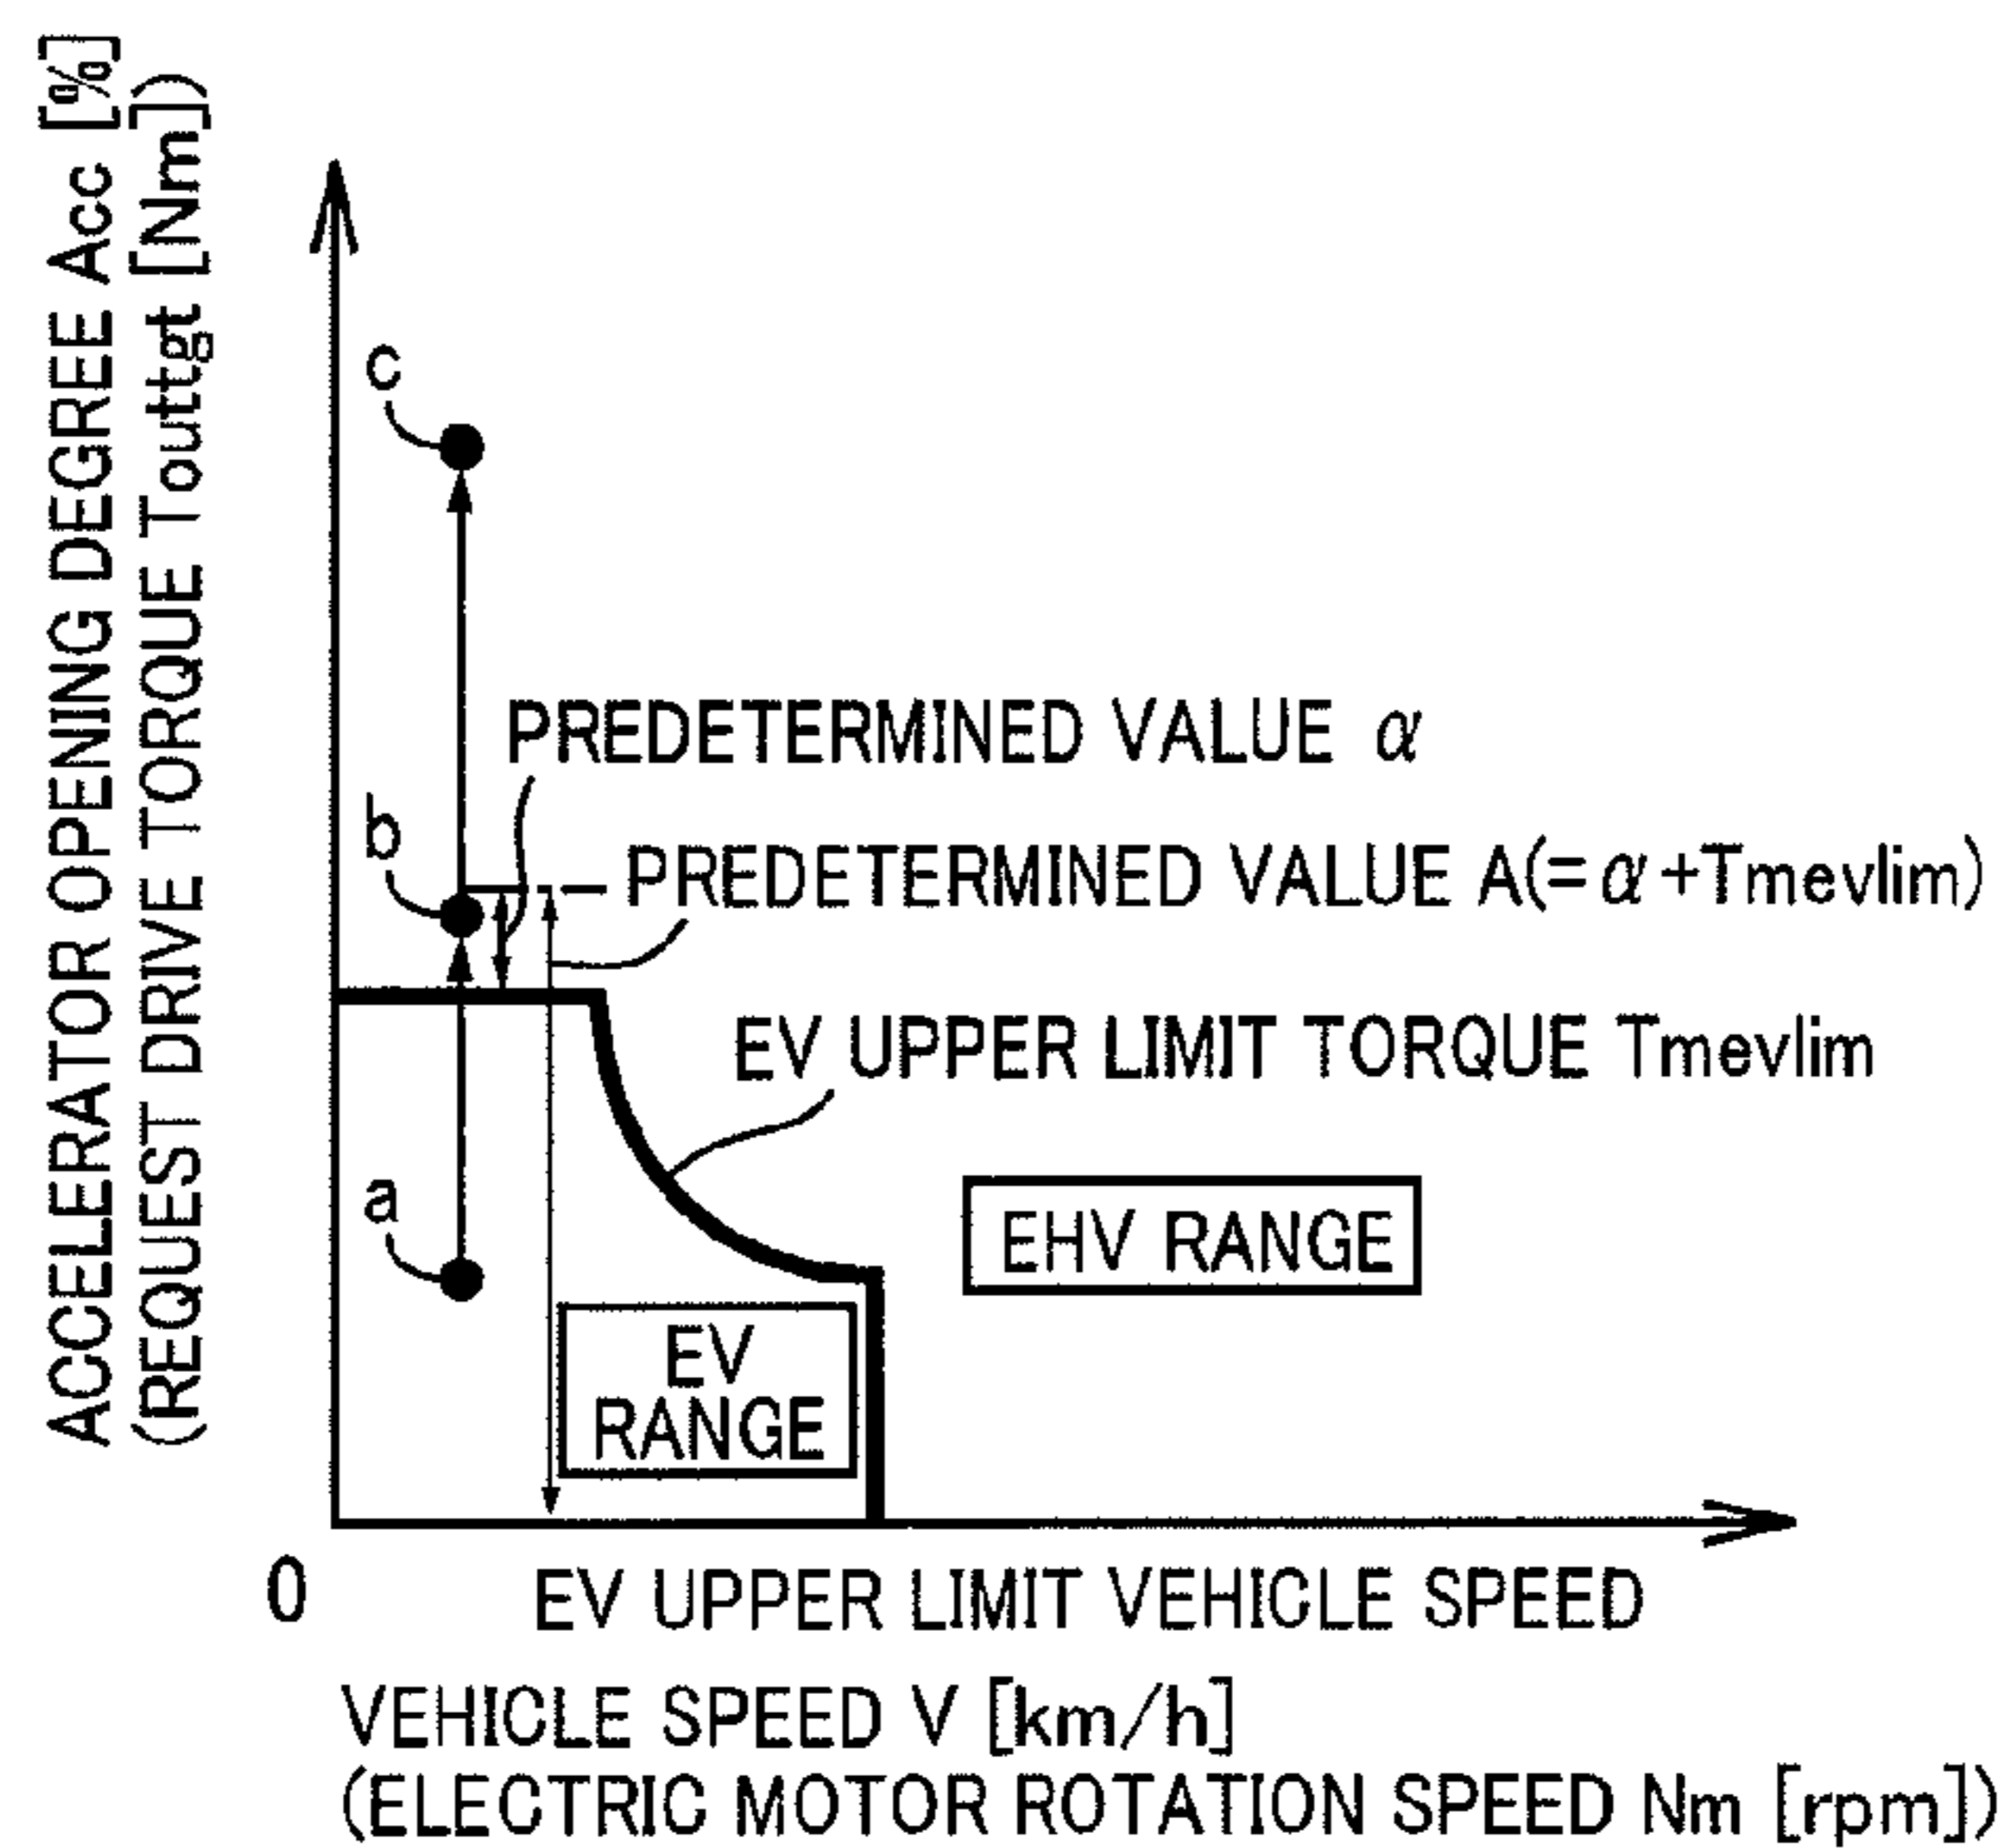 ACCELERATOR OPENING DEGREE Acc [%]
(REQUEST DRIVE TORQUE Touttgt [Nm])
c
PREDETERMINED VALUE α
b
PREDETERMINED VALUE A(=α+Tmevlim)
EV UPPER LIMIT TORQUE Tmevlim
a
EHV RANGE
EV
RANGE
0
EV UPPER LIMIT VEHICLE SPEED
VEHICLE SPEED V [km/h]
(ELECTRIC MOTOR ROTATION SPEED Nm [rpm])